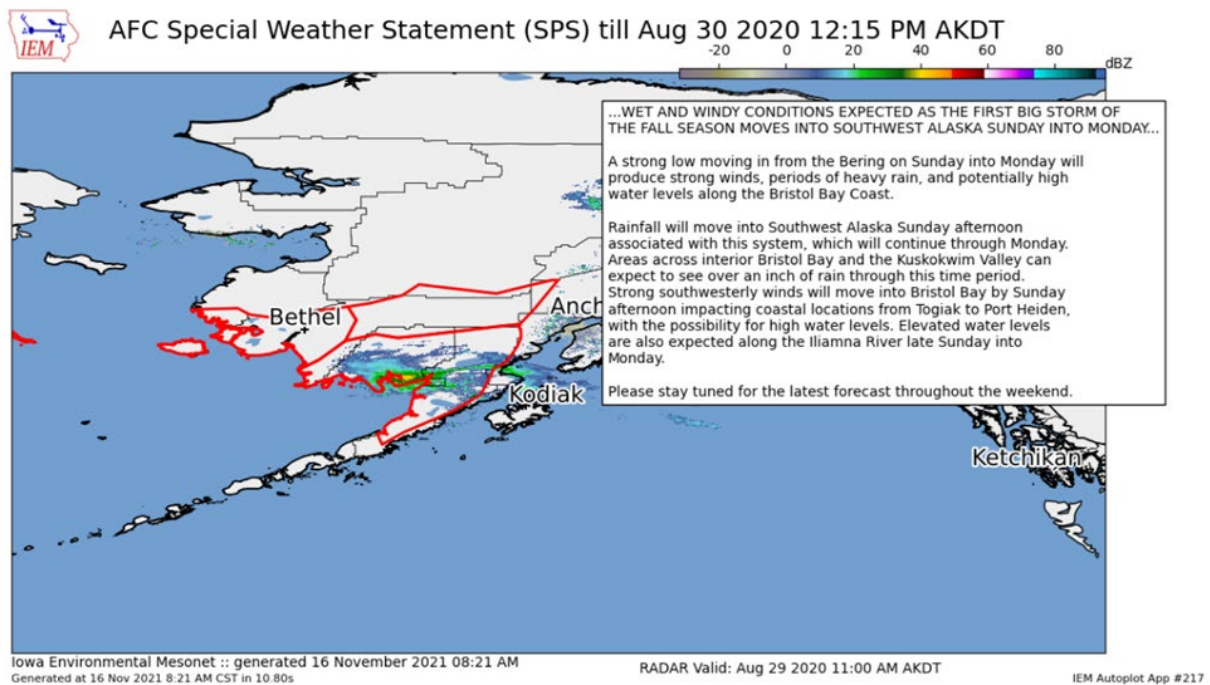 IEM
AFC Special Weather Statement (SPS) till Aug 30 2020 12:15 PM AKDT
-20 0 20 40 60 80
dBZ
...WET AND WINDY CONDITIONS EXPECTED AS THE FIRST BIG STORM OF
THE FALL SEASON MOVES INTO SOUTHWEST ALASKA SUNDAY INTO MONDAY...
A strong low moving in from the Bering on Sunday into Monday will
produce strong winds, periods of heavy rain, and potentially high
water levels along the Bristol Bay Coast.
Rainfall will move into Southwest Alaska Sunday afternoon
associated with this system, which will continue through Monday.
Areas across interior Bristol Bay and the Kuskokwim Valley can
expect to see over an inch of rain through this time period.
Strong southwesterly winds will move into Bristol Bay by Sunday
afternoon impacting coastal locations from Togiak to Port Heiden,
with the possibility for high water levels. Elevated water levels
are also expected along the Iliamna River late Sunday into
Monday.
Please stay tuned for the latest forecast throughout the weekend.
Bethel
Anch
Kodiak
Ketchikan
Iowa Environmental Mesonet :: generated 16 November 2021 08:21 AM
Generated at 16 Nov 2021 8:21 AM CST in 10.80s
RADAR Valid: Aug 29 2020 11:00 AM AKDT
IEM Autoplot App #217